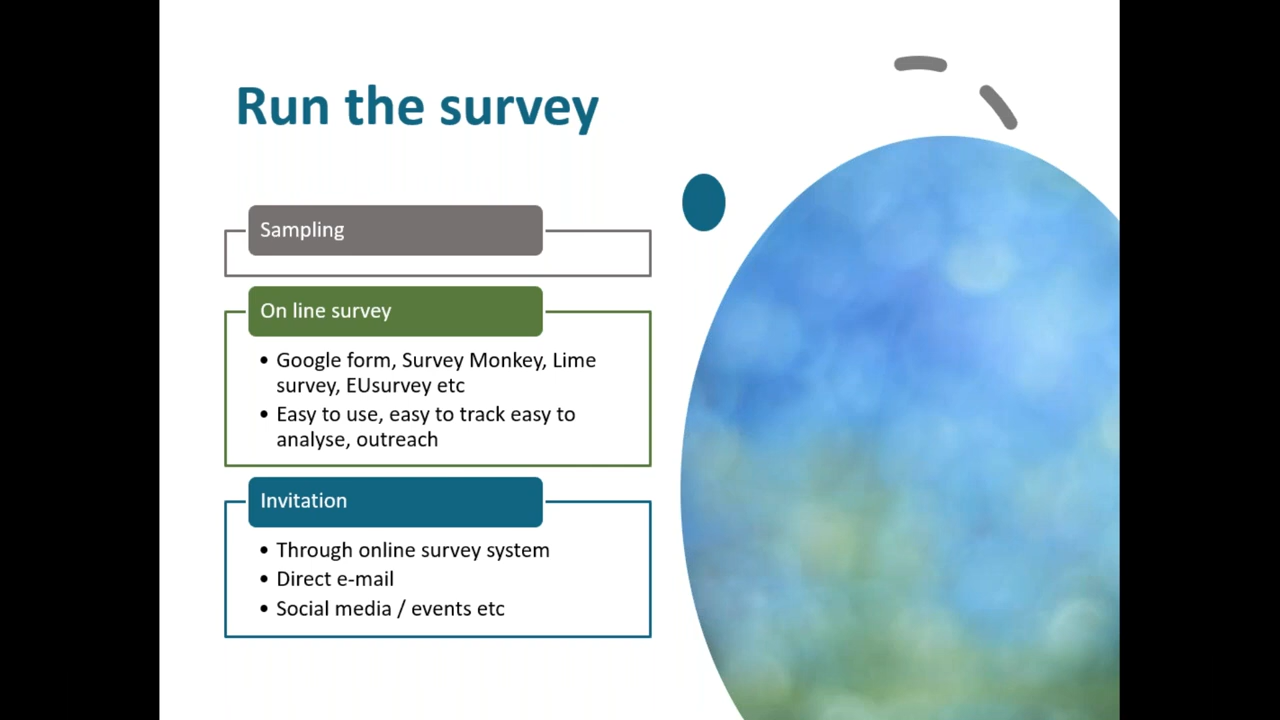 Run the survey
Sampling
On line survey
• Google form, Survey Monkey, Lime
survey, EUsurvey etc
• Easy to use, easy to track easy to
analyse, outreach
Invitation
• Through online survey system
• Direct e-mail
• Social media / events etc